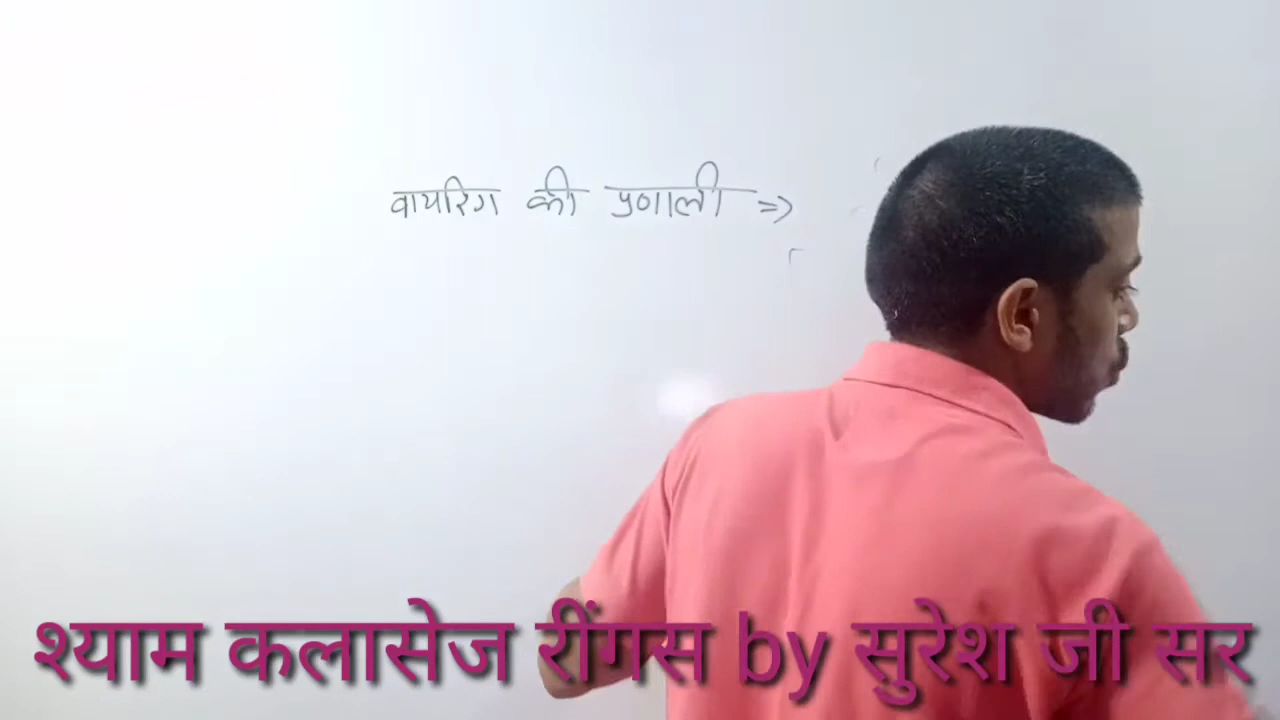 वायरिंग की प्रणाली ⇒
श्याम कलासेज रींगस by सुरेश जी सर